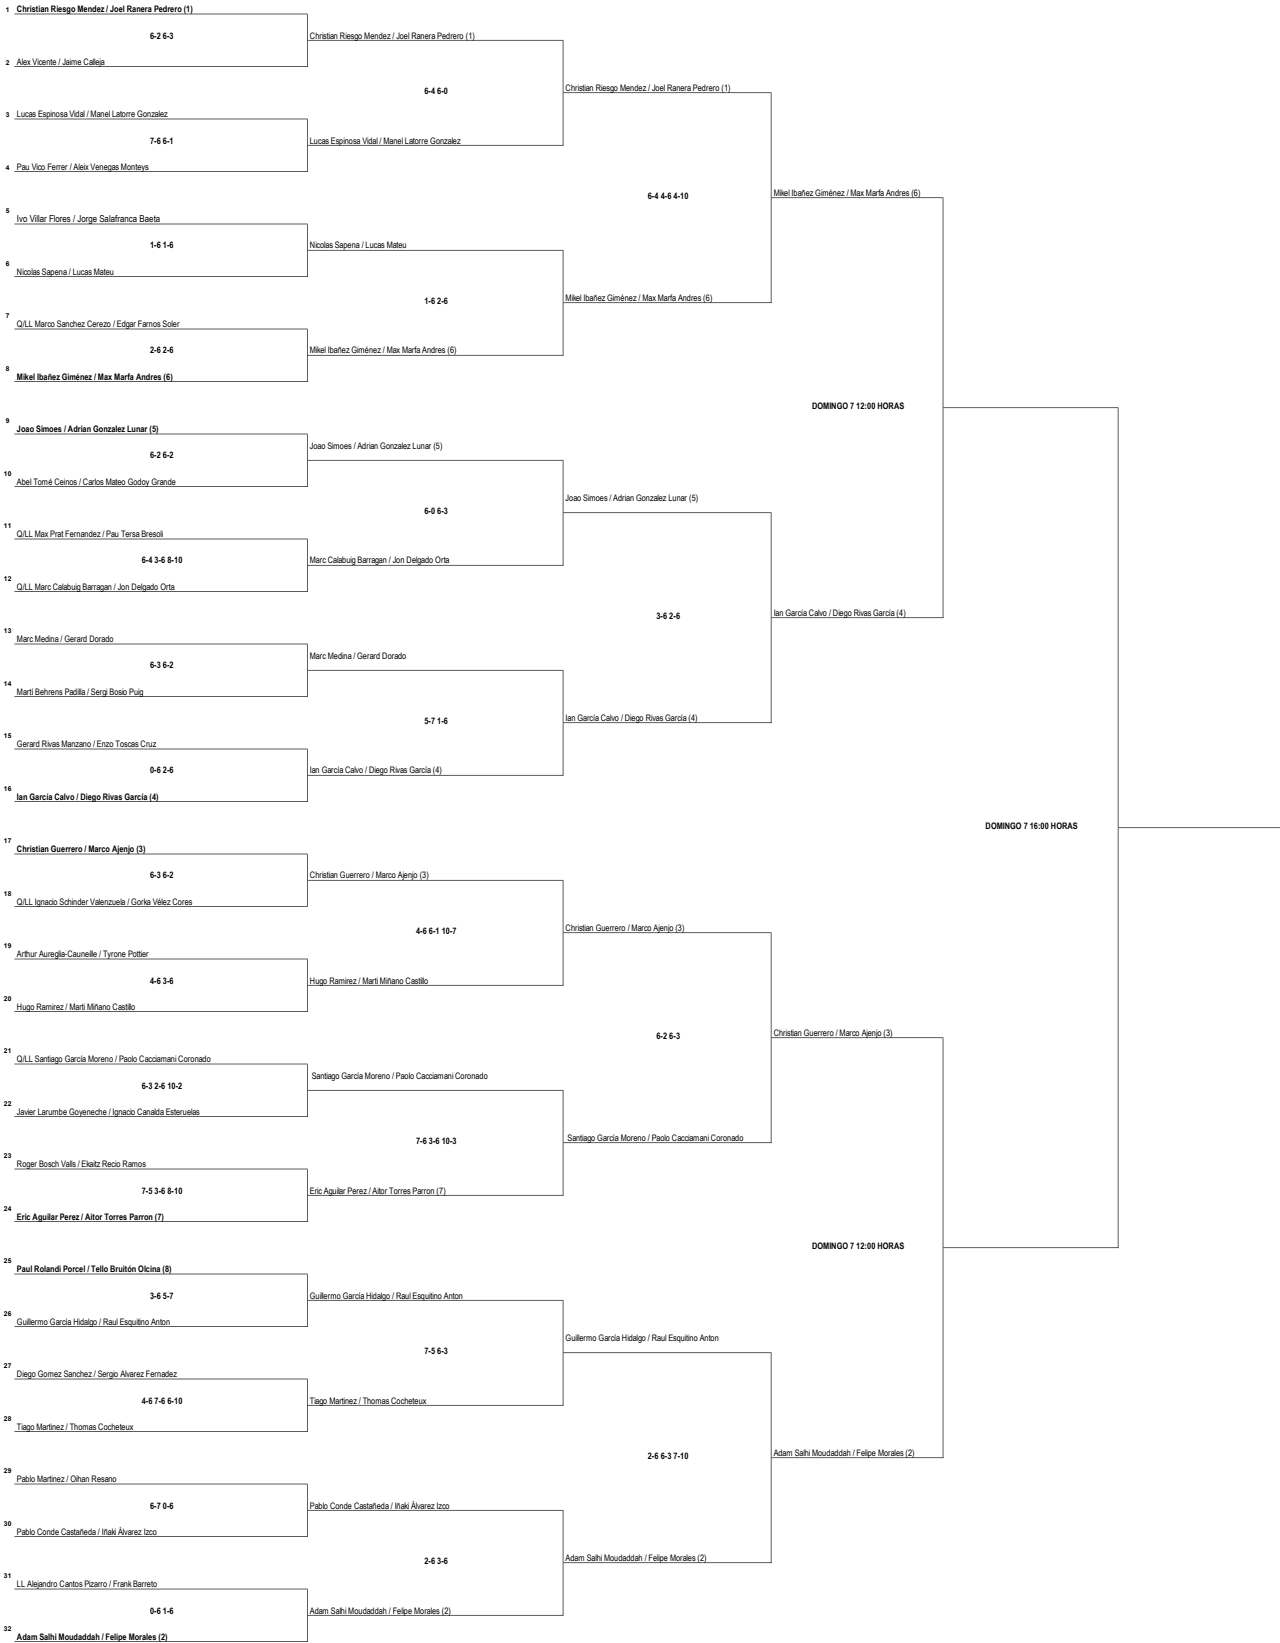 1 Christian Riesgo Mendez / Joel Ranera Pedrero (1)
6-2 6-3
Christian Riesgo Mendez / Joel Ranera Pedrero (1)
2 Alex Vicente / Jaime Calleja
6-4 6-0
Christian Riesgo Mendez / Joel Ranera Pedrero (1)
3 Lucas Espinosa Vidal / Manel Latorre Gonzalez
7-6 6-1
Lucas Espinosa Vidal / Manel Latorre Gonzalez
4 Pau Vico Ferrer / Aleix Venegas Monteys
6-4 4-6 4-10
Mikel Ibañez Giménez / Max Marfa Andres (6)
5 Ivo Villar Flores / Jorge Salafranca Baeta
1-6 1-6
Nicolas Sapena / Lucas Mateu
6 Nicolas Sapena / Lucas Mateu
1-6 2-6
Mikel Ibañez Giménez / Max Marfa Andres (6)
7 Q/LL Marco Sanchez Cerezo / Edgar Farnos Soler
2-6 2-6
Mikel Ibañez Giménez / Max Marfa Andres (6)
8 Mikel Ibañez Giménez / Max Marfa Andres (6)
DOMINGO 7 12:00 HORAS
9 Joao Simoes / Adrian Gonzalez Lunar (5)
6-2 6-2
Joao Simoes / Adrian Gonzalez Lunar (5)
10 Abel Tomé Ceinos / Carlos Mateo Godoy Grande
6-0 6-3
Joao Simoes / Adrian Gonzalez Lunar (5)
11 Q/LL Max Prat Fernandez / Pau Tersa Bresoli
6-4 3-6 8-10
Marc Calabuig Barragan / Jon Delgado Orta
12 Q/LL Marc Calabuig Barragan / Jon Delgado Orta
3-6 2-6
Ian García Calvo / Diego Rivas García (4)
13 Marc Medina / Gerard Dorado
6-3 6-2
Marc Medina / Gerard Dorado
14 Martí Behrens Padilla / Sergi Bosio Puig
5-7 1-6
Ian García Calvo / Diego Rivas García (4)
15 Gerard Rivas Manzano / Enzo Toscas Cruz
0-6 2-6
Ian García Calvo / Diego Rivas García (4)
16 Ian García Calvo / Diego Rivas García (4)
DOMINGO 7 16:00 HORAS
17 Christian Guerrero / Marco Ajenjo (3)
6-3 6-2
Christian Guerrero / Marco Ajenjo (3)
18 Q/LL Ignacio Schinder Valenzuela / Gorka Vélez Cores
4-6 6-1 10-7
Christian Guerrero / Marco Ajenjo (3)
19 Arthur Aureglia-Cauneille / Tyrone Pottier
4-6 3-6
Hugo Ramirez / Martí Miñano Castillo
20 Hugo Ramirez / Martí Miñano Castillo
6-2 6-3
Christian Guerrero / Marco Ajenjo (3)
21 Q/LL Santiago García Moreno / Paolo Cacciamani Coronado
6-3 2-6 10-2
Santiago García Moreno / Paolo Cacciamani Coronado
22 Javier Larumbe Goyeneche / Ignacio Canalda Esteruelas
7-6 3-6 10-3
Santiago García Moreno / Paolo Cacciamani Coronado
23 Roger Bosch Valls / Ekaitz Recio Ramos
7-5 3-6 8-10
Eric Aguilar Perez / Aitor Torres Parron (7)
24 Eric Aguilar Perez / Aitor Torres Parron (7)
DOMINGO 7 12:00 HORAS
25 Paul Rolandi Porcel / Tello Bruitón Olcina (8)
3-6 5-7
Guillermo García Hidalgo / Raul Esquitino Anton
26 Guillermo García Hidalgo / Raul Esquitino Anton
7-5 6-3
Guillermo García Hidalgo / Raul Esquitino Anton
27 Diego Gomez Sanchez / Sergio Alvarez Fernadez
4-6 7-6 6-10
Tiago Martinez / Thomas Cocheteux
28 Tiago Martinez / Thomas Cocheteux
2-6 6-3 7-10
Adam Salhi Moudaddah / Felipe Morales (2)
29 Pablo Martinez / Oihan Resano
6-7 0-6
Pablo Conde Castañeda / Iñaki Álvarez Izco
30 Pablo Conde Castañeda / Iñaki Álvarez Izco
2-6 3-6
Adam Salhi Moudaddah / Felipe Morales (2)
31 LL Alejandro Cantos Pizarro / Frank Barreto
0-6 1-6
Adam Salhi Moudaddah / Felipe Morales (2)
32 Adam Salhi Moudaddah / Felipe Morales (2)